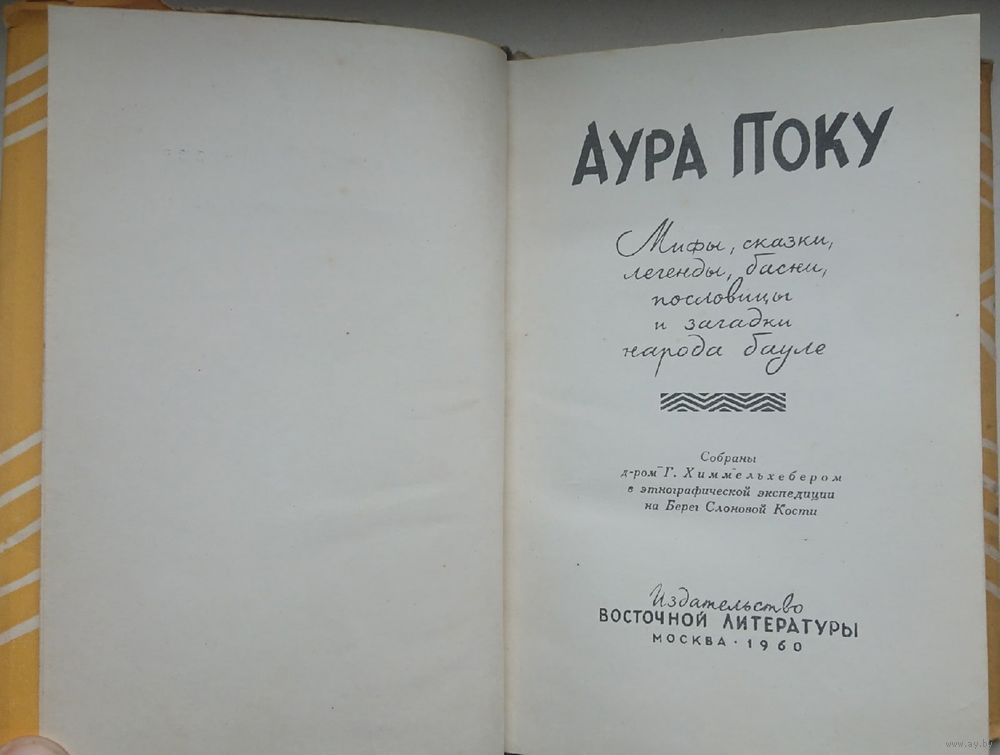 АУРА ПОКУ
Мифы, сказки,
легенды, басни,
пословицы
и загадки
народа бауле
Собраны
д-ром Г. Химмельхебером
в этнографической экспедиции
на Берег Слоновой Кости
Издательство
ВОСТОЧНОЙ ЛИТЕРАТУРЫ
МОСКВА · 1960